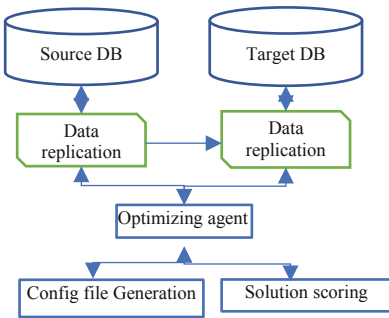 Source DB
Target DB
Data
replication
Data
replication
Optimizing agent
Config file Generation
Solution scoring